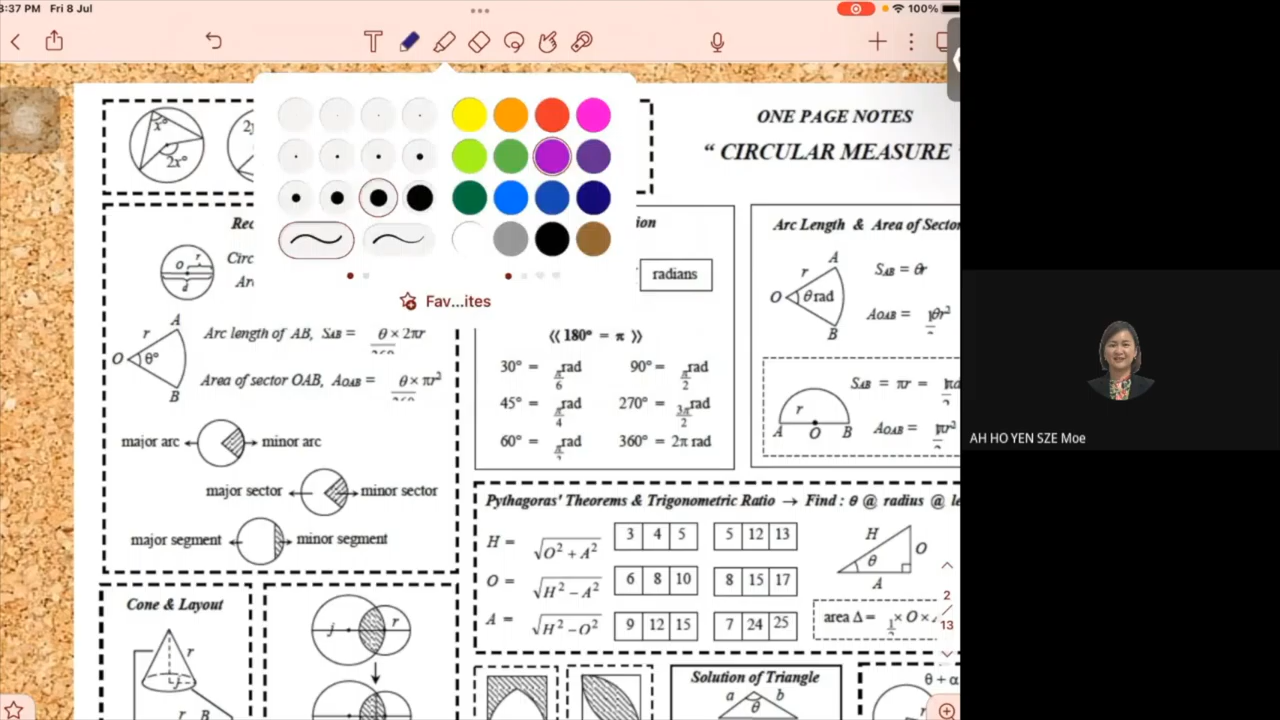 3:37 PM Fri 8 Jul
100%
x°
2x°
ONE PAGE NOTES
“ CIRCULAR MEASURE ”
Fav...ites
O r
d
Circ
A
r
O θ°
B
Arc length of AB, SAB = θ × 2πr
Area of sector OAB, AOAB = θ × πr²
major arc minor arc
major sector minor sector
major segment minor segment
radians
⟨⟨ 180° = π ⟩⟩
30° = π/6 rad 90° = π/2 rad
45° = π/4 rad 270° = 3π/2 rad
60° = π rad 360° = 2π rad
Arc Length & Area of Sector
A
r
O θ rad
B
SAB = θr
AOAB = 1/2 θr²
r
A O B
SAB = πr =
AOAB =
Pythagoras' Theorems & Trigonometric Ratio → Find : θ @ radius @
H = √O² + A²
O = √H² – A²
A = √H² – O²
3 4 5 5 12 13
6 8 10 8 15 17
9 12 15 7 24 25
H O
θ
A
area Δ = 1/2 × O ×
2
/
13
Cone & Layout
r
j
r B
j r
Solution of Triangle
a b
θ
θ + α
r
AH HO YEN SZE Moe